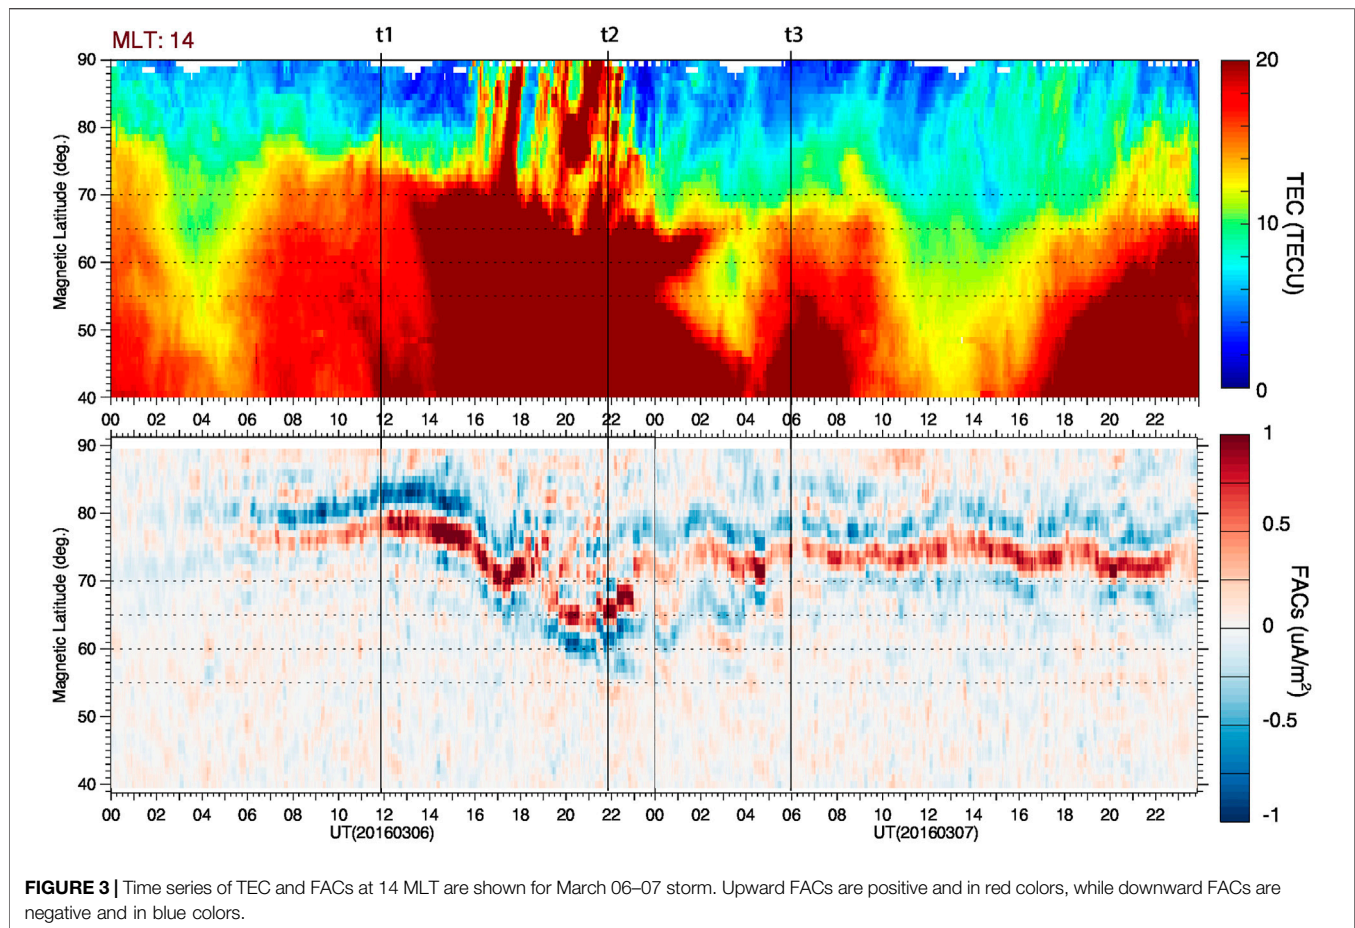 MLT: 14
t1 t2 t3
90
80
70
60
50
40
Magnetic Latitude (deg.)
00 02 04 06 08 10 12 14 16 18 20 22 00 02 04 06 08 10 12 14 16 18 20 22
20
10
0
TEC (TECU)
90
80
70
60
50
40
Magnetic Latitude (deg.)
00 02 04 06 08 10 12 14 16 18 20 22 00 02 04 06 08 10 12 14 16 18 20 22
UT(20160306) UT(20160307)
1
0.5
0
-0.5
-1
FACs (uA/m²)
FIGURE 3 | Time series of TEC and FACs at 14 MLT are shown for March 06–07 storm. Upward FACs are positive and in red colors, while downward FACs are
negative and in blue colors.